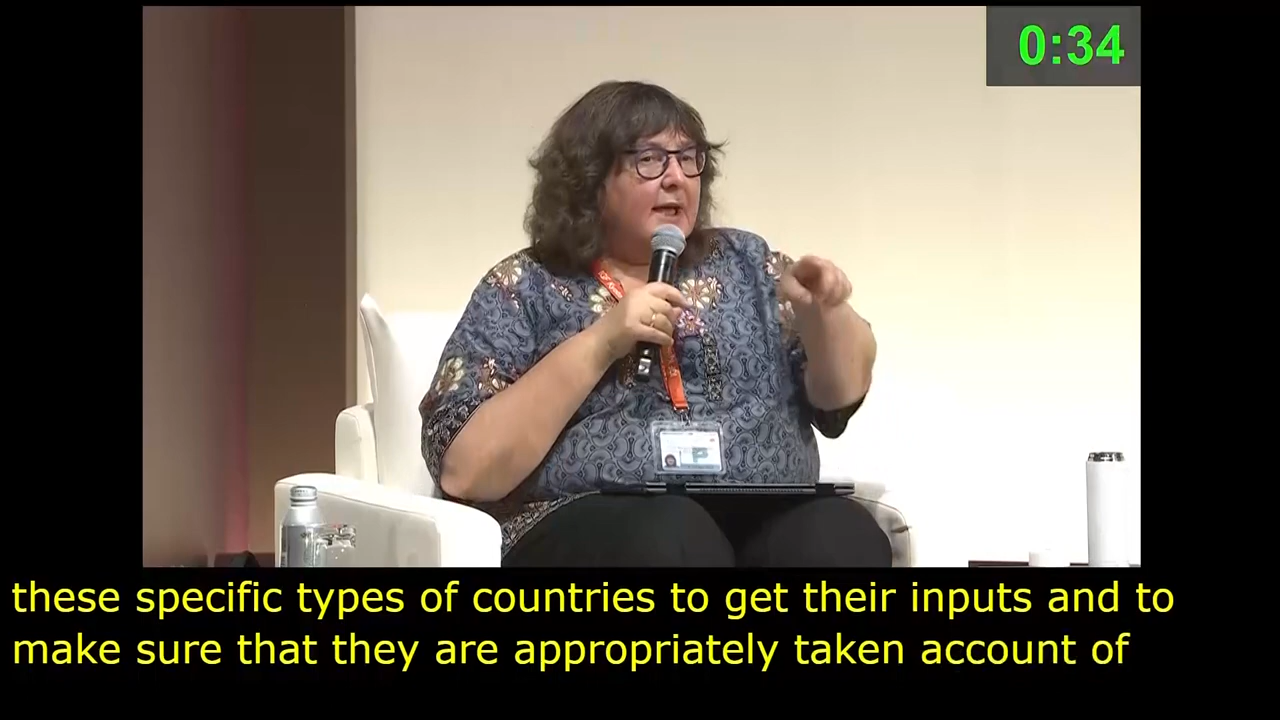 0:34
these specific types of countries to get their inputs and to
make sure that they are appropriately taken account of